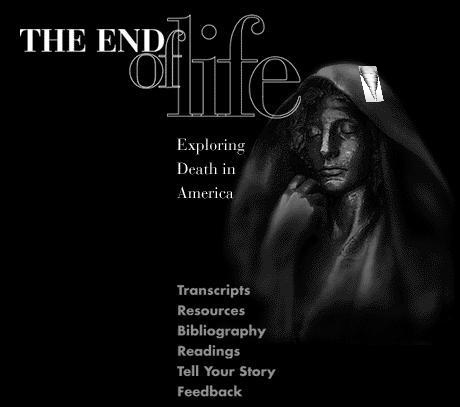 THE END
of life
Exploring
Death in
America
Transcripts
Resources
Bibliography
Readings
Tell Your Story
Feedback